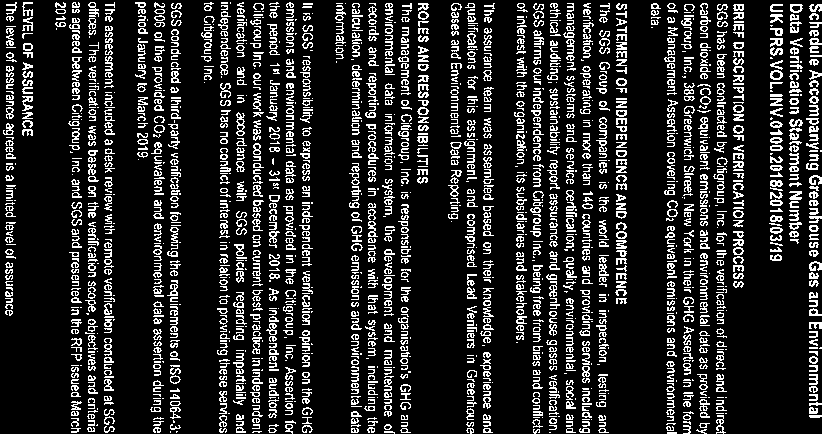 Schedule Accompanying Greenhouse Gas and Environmental
Data Verification Statement Number
UK.PRS.VOL.INV.0100.2018/2018/03/19
BRIEF DESCRIPTION OF VERIFICATION PROCESS
SGS has been contracted by Citigroup, Inc. for the verification of direct and indirect
carbon dioxide (CO2) equivalent emissions and environmental data as provided by
Citigroup, Inc., 388 Greenwich Street, New York in their GHG Assertion in the form
of a Management Assertion covering CO2 equivalent emissions and environmental
data.
STATEMENT OF INDEPENDENCE AND COMPETENCE
The SGS Group of companies is the world leader in inspection, testing and
verification, operating in more than 140 countries and providing services including
management systems and service certification; quality, environmental, social and
ethical auditing; sustainability report assurance and greenhouse gases verification.
SGS affirms our independence from Citigroup Inc., being free from bias and conflicts
of interest with the organization, its subsidiaries and stakeholders.
The assurance team was assembled based on their knowledge, experience and
qualifications for this assignment, and comprised Lead Verifiers in Greenhouse
Gases and Environmental Data Reporting.
ROLES AND RESPONSIBILITIES
The management of Citigroup, Inc. is responsible for the organisation's GHG and
environmental data information system, the development and maintenance of
records and reporting procedures in accordance with that system, including the
calculation, determination and reporting of GHG emissions and environmental data
information.
It is SGS' responsibility to express an independent verification opinion on the GHG
emissions and environmental data as provided in the Citigroup, Inc. Assertion for
the period 1st January 2018 – 31st December 2018. As independent auditors to
Citigroup Inc. our work was conducted based on current best practice in independent
verification and in accordance with SGS policies regarding impartiality and
independence. SGS has no conflict of interest in relation to providing these services
to Citigroup Inc.
SGS conducted a third-party verification following the requirements of ISO 14064-3:
2006 of the provided CO2 equivalent and environmental data assertion during the
period January to March 2019.
The assessment included a desk review with remote verification conducted at SGS
offices. The verification was based on the verification scope, objectives and criteria
as agreed between Citigroup, Inc. and SGS and presented in the RFP issued March
2019.
LEVEL OF ASSURANCE
The level of assurance agreed is a limited level of assurance